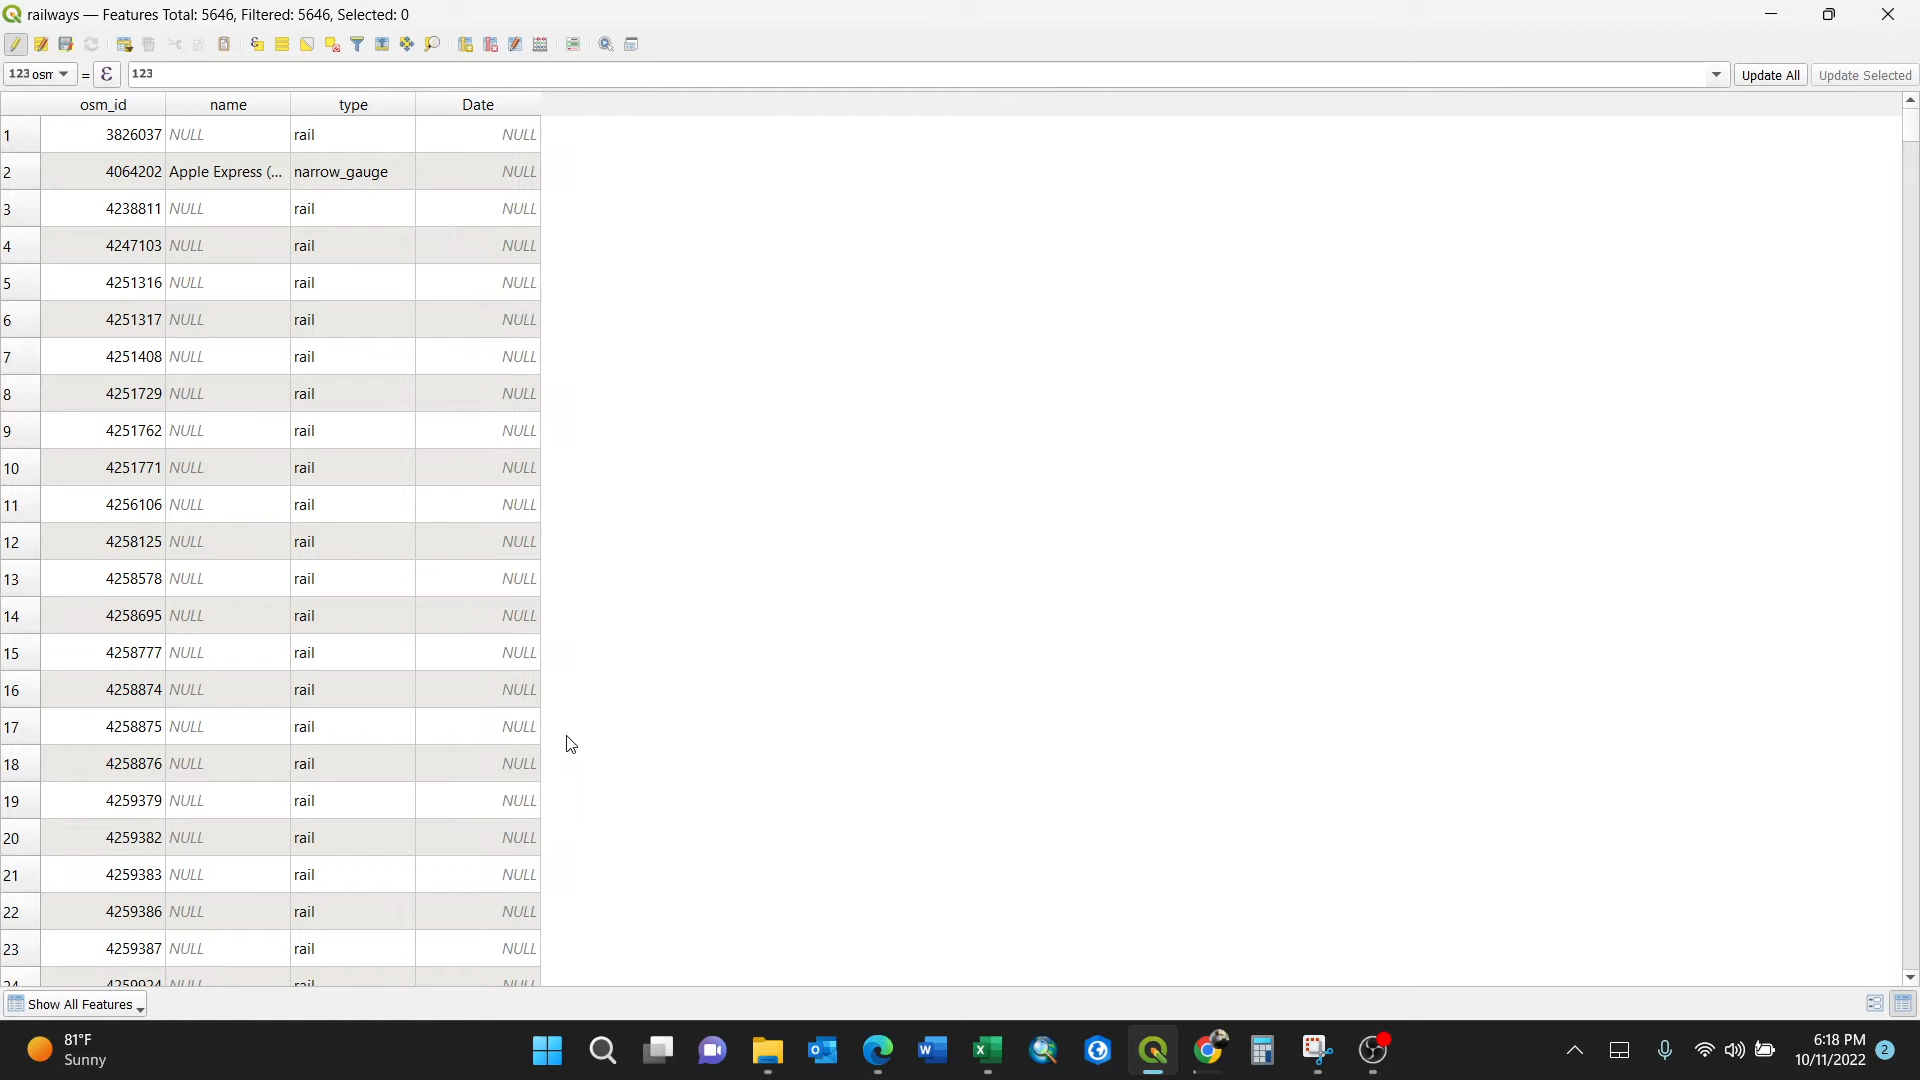 railways — Features Total: 5646, Filtered: 5646, Selected: 0
123 osm = ε 123 Update All Update Selected
osm_id name type Date
1 3826037 NULL rail NULL
2 4064202 Apple Express (... narrow_gauge NULL
3 4238811 NULL rail NULL
4 4247103 NULL rail NULL
5 4251316 NULL rail NULL
6 4251317 NULL rail NULL
7 4251408 NULL rail NULL
8 4251729 NULL rail NULL
9 4251762 NULL rail NULL
10 4251771 NULL rail NULL
11 4256106 NULL rail NULL
12 4258125 NULL rail NULL
13 4258578 NULL rail NULL
14 4258695 NULL rail NULL
15 4258777 NULL rail NULL
16 4258874 NULL rail NULL
17 4258875 NULL rail NULL
18 4258876 NULL rail NULL
19 4259379 NULL rail NULL
20 4259382 NULL rail NULL
21 4259383 NULL rail NULL
22 4259386 NULL rail NULL
23 4259387 NULL rail NULL
24 4259924 NULL rail NULL
Show All Features
81°F
Sunny
6:18 PM
10/11/2022 2